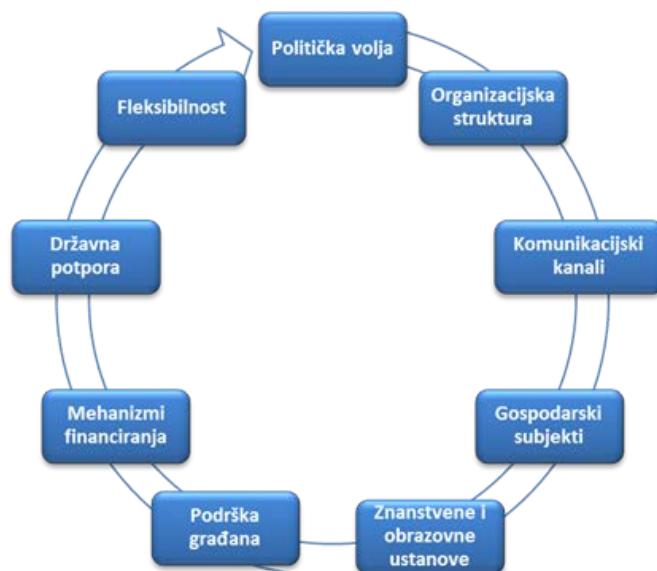 Politička volja
Organizacijska
struktura
Komunikacijski
kanali
Gospodarski
subjekti
Znanstvene i
obrazovne
ustanove
Podrška
građana
Mehanizmi
financiranja
Državna
potpora
Fleksibilnost